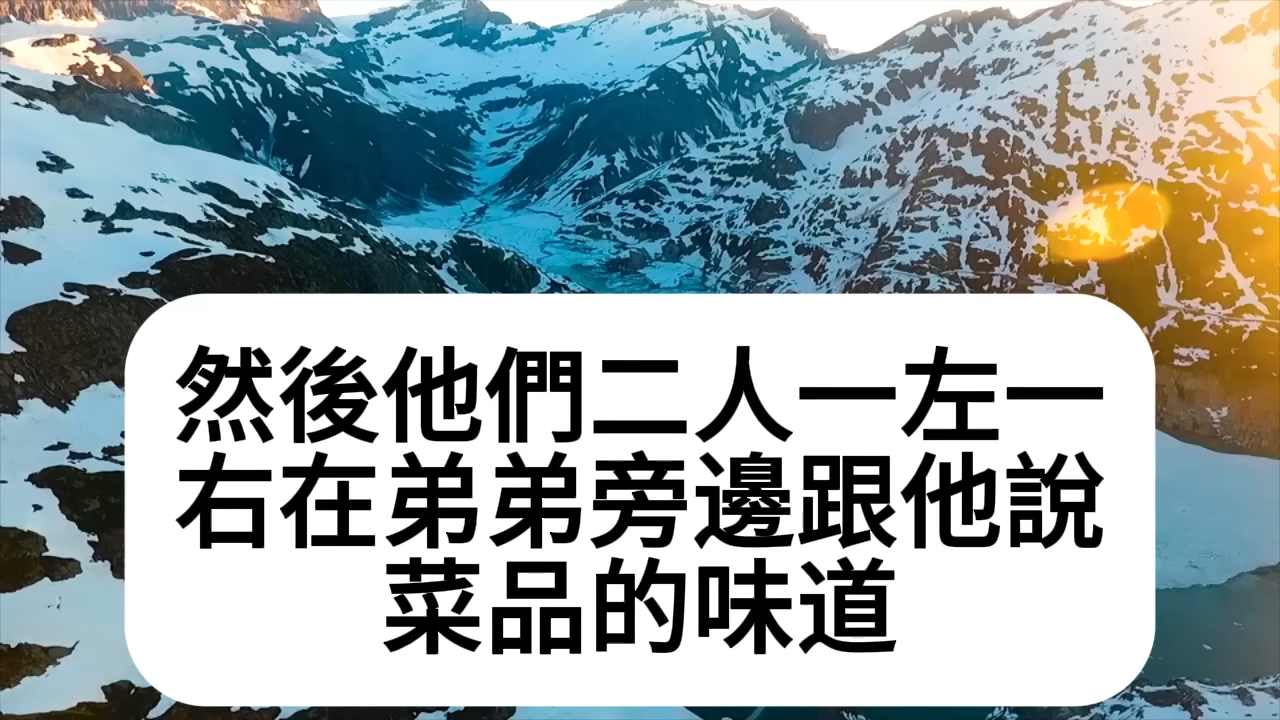 然後他們二人一左一
右在弟弟旁邊跟他說
菜品的味道